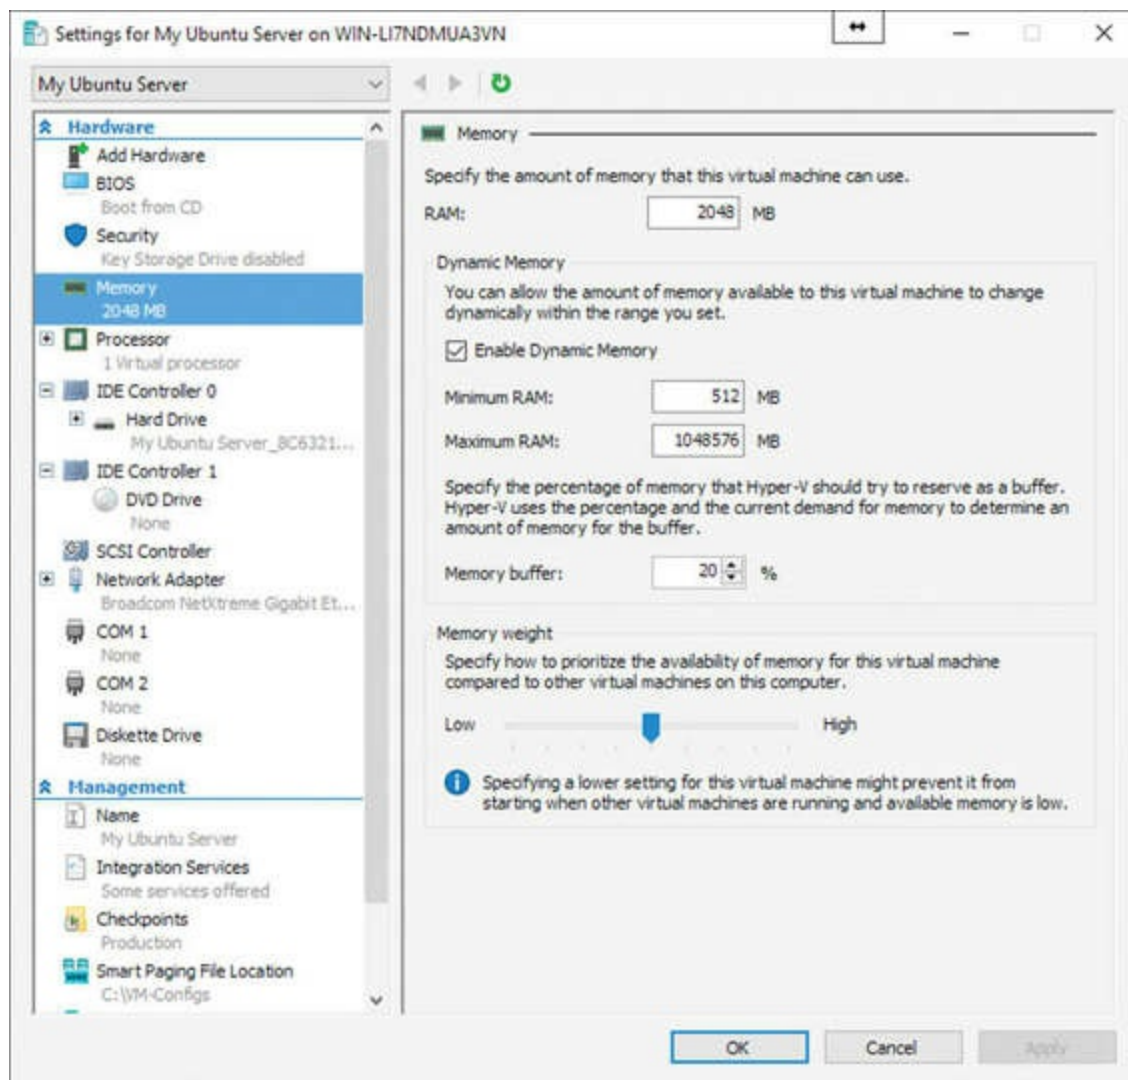 Settings for My Ubuntu Server on WIN-LI7NDMUA3VN
My Ubuntu Server
Hardware
Add Hardware
BIOS
Boot from CD
Security
Key Storage Drive disabled
Memory
2048 MB
Processor
1 Virtual processor
IDE Controller 0
Hard Drive
My Ubuntu Server_8C6321...
IDE Controller 1
DVD Drive
None
SCSI Controller
Network Adapter
Broadcom NetXtreme Gigabit Et...
COM 1
None
COM 2
None
Diskette Drive
None
Management
Name
My Ubuntu Server
Integration Services
Some services offered
Checkpoints
Production
Smart Paging File Location
C:\VM-Configs
Memory
Specify the amount of memory that this virtual machine can use.
RAM: 2048 MB
Dynamic Memory
You can allow the amount of memory available to this virtual machine to change
dynamically within the range you set.
Enable Dynamic Memory
Minimum RAM: 512 MB
Maximum RAM: 1048576 MB
Specify the percentage of memory that Hyper-V should try to reserve as a buffer.
Hyper-V uses the percentage and the current demand for memory to determine an
amount of memory for the buffer.
Memory buffer: 20 %
Memory weight
Specify how to prioritize the availability of memory for this virtual machine
compared to other virtual machines on this computer.
Low High
Specifying a lower setting for this virtual machine might prevent it from
starting when other virtual machines are running and available memory is low.
OK Cancel Apply